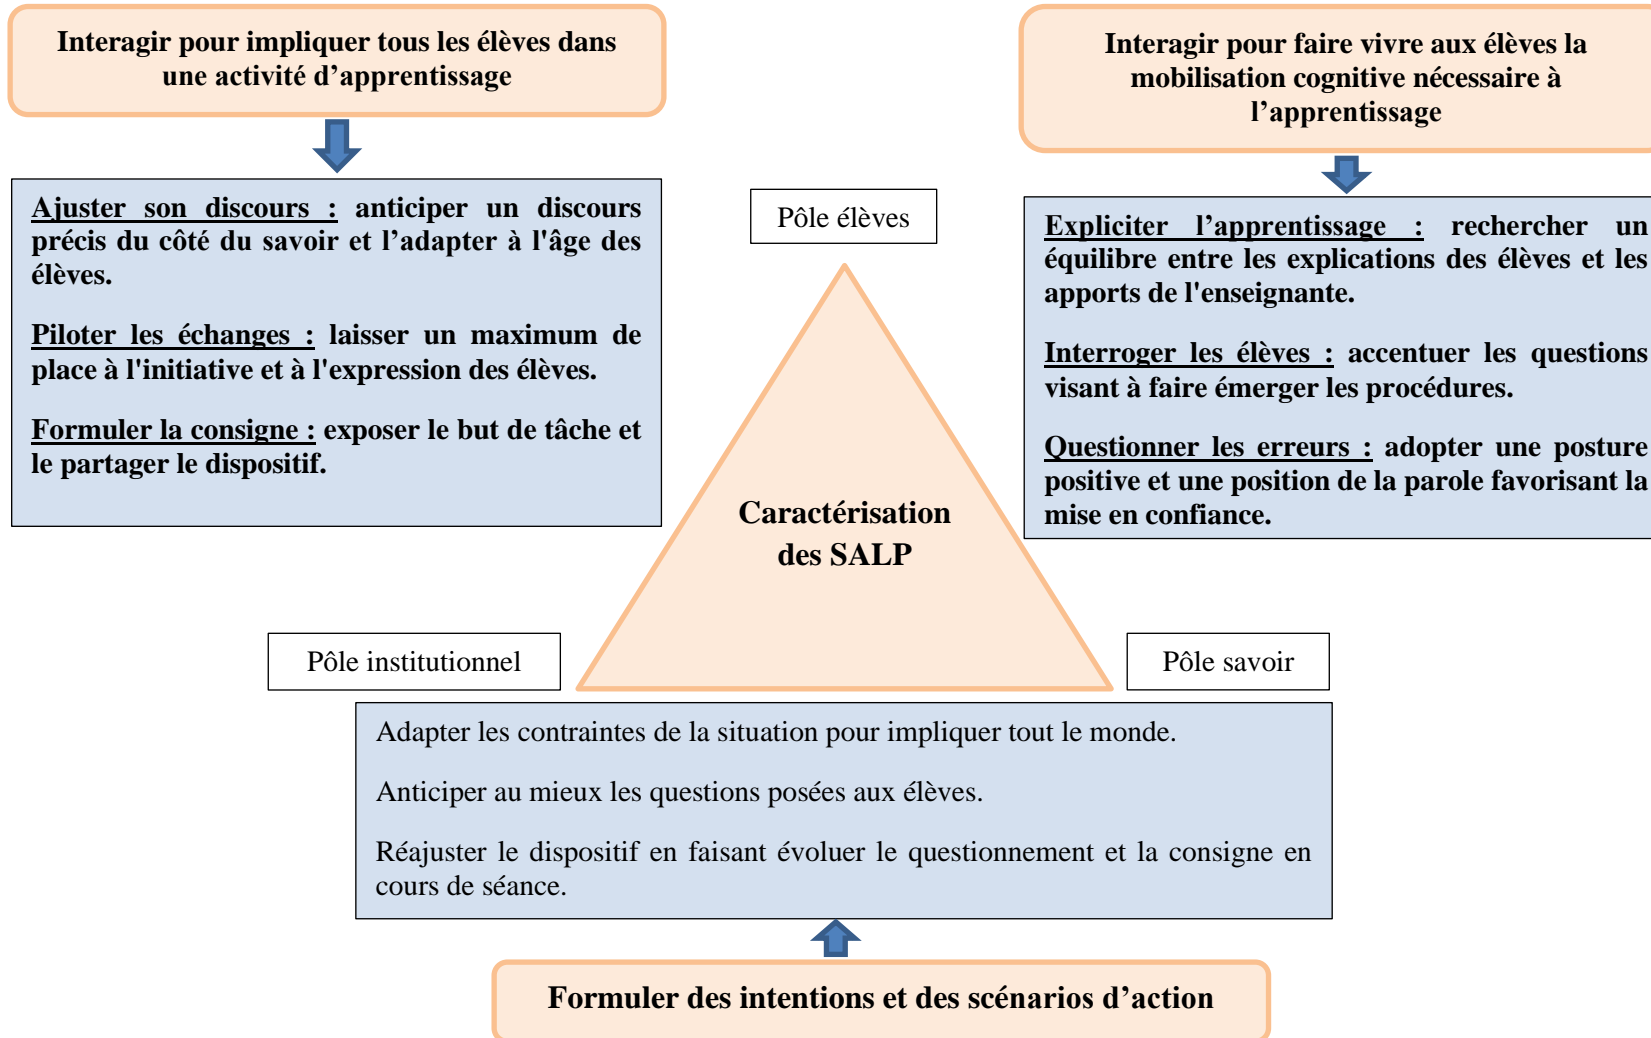 Interagir pour impliquer tous les élèves dans
une activité d’apprentissage
Interagir pour faire vivre aux élèves la
mobilisation cognitive nécessaire à
l’apprentissage
Ajuster son discours : anticiper un discours
précis du côté du savoir et l’adapter à l'âge des
élèves.
Piloter les échanges : laisser un maximum de
place à l'initiative et à l'expression des élèves.
Formuler la consigne : exposer le but de tâche et
le partager le dispositif.
Pôle élèves
Expliciter l’apprentissage : rechercher un
équilibre entre les explications des élèves et les
apports de l'enseignante.
Interroger les élèves : accentuer les questions
visant à faire émerger les procédures.
Questionner les erreurs : adopter une posture
positive et une position de la parole favorisant la
mise en confiance.
Caractérisation
des SALP
Pôle institutionnel
Pôle savoir
Adapter les contraintes de la situation pour impliquer tout le monde.
Anticiper au mieux les questions posées aux élèves.
Réajuster le dispositif en faisant évoluer le questionnement et la consigne en
cours de séance.
Formuler des intentions et des scénarios d’action